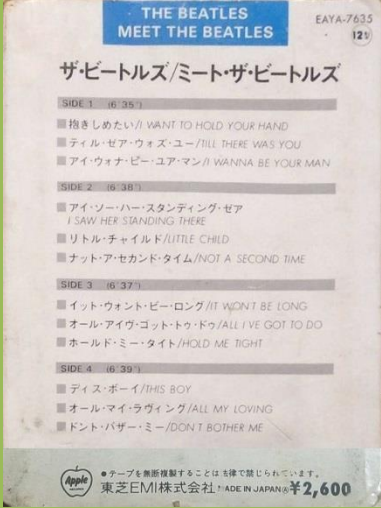 THE BEATLES
MEET THE BEATLES
EAYA-7635
ザ・ビートルズ/ミート・ザ・ビートルズ
SIDE 1 (6′35″)
抱きしめたい/I WANT TO HOLD YOUR HAND
ティル・ゼア・ウォズ・ユー/TILL THERE WAS YOU
アイ・ウォナ・ビー・ユア・マン/I WANNA BE YOUR MAN
SIDE 2 (6′38″)
アイ・ソー・ハー・スタンディング・ゼア
I SAW HER STANDING THERE
リトル・チャイルド/LITTLE CHILD
ナット・ア・セカンド・タイム/NOT A SECOND TIME
SIDE 3 (6′37″)
イット・ウォント・ビー・ロング/IT WON'T BE LONG
オール・アイヴ・ゴット・トゥ・ドゥ/ALL I'VE GOT TO DO
ホールド・ミー・タイト/HOLD ME TIGHT
SIDE 4 (6′39″)
ディス・ボーイ/THIS BOY
オール・マイ・ラヴィング/ALL MY LOVING
ドント・バザー・ミー/DON'T BOTHER ME
Apple
●テープを無断複製することは法律で禁じられています。
東芝EMI株式会社 MADE IN JAPAN Ⓐ¥2,600